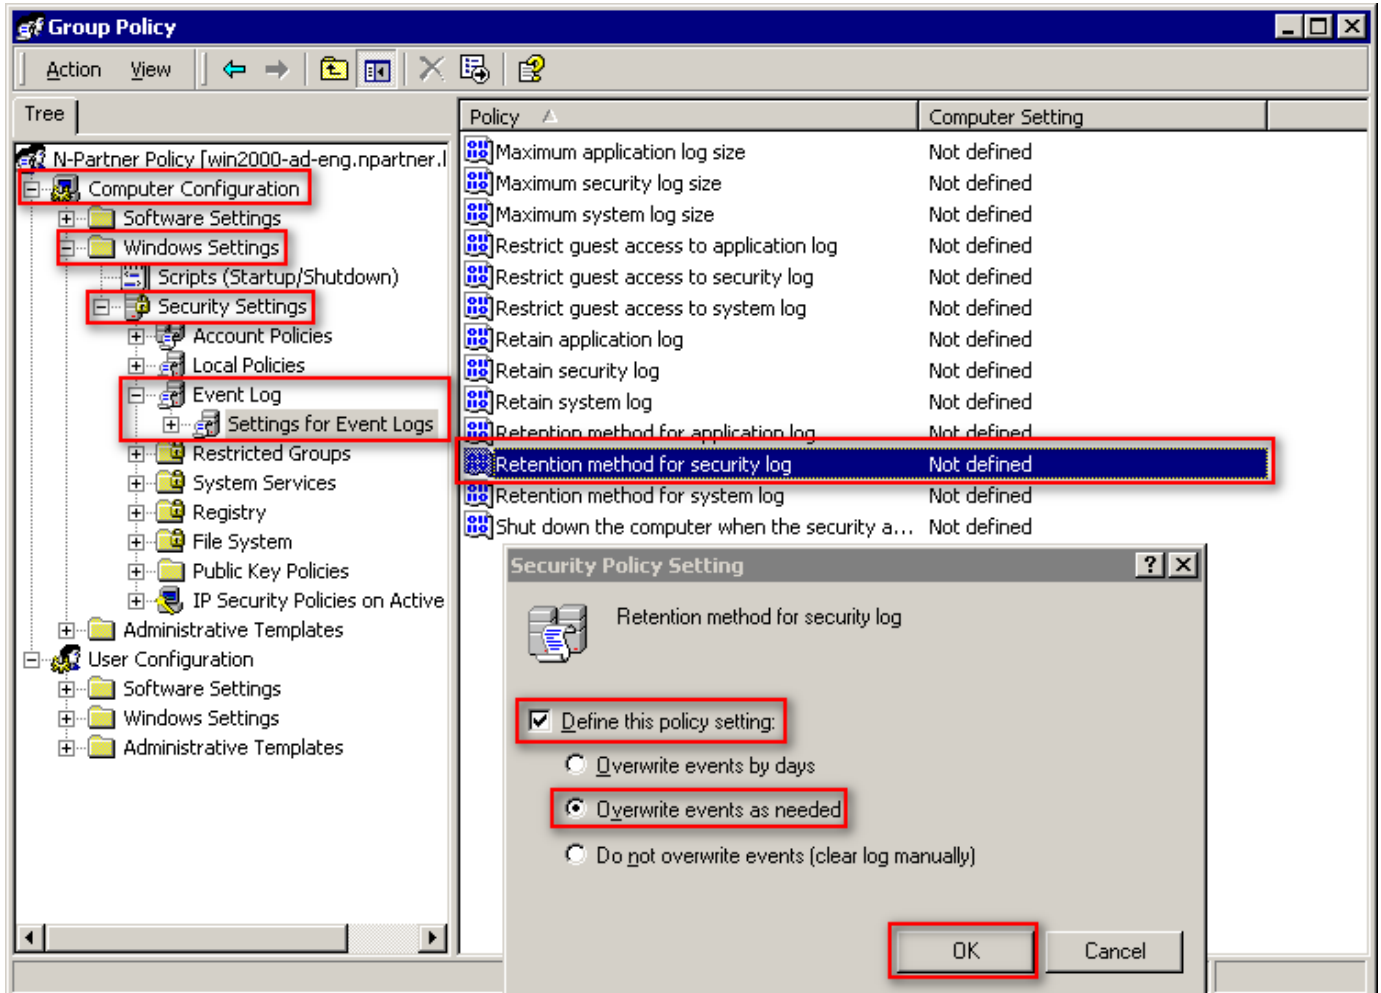 Group Policy
Action View
Tree
Policy Computer Setting
N-Partner Policy [win2000-ad-eng.npartner.l
Computer Configuration
Software Settings
Windows Settings
Scripts (Startup/Shutdown)
Security Settings
Account Policies
Local Policies
Event Log
Settings for Event Logs
Restricted Groups
System Services
Registry
File System
Public Key Policies
IP Security Policies on Active
Administrative Templates
User Configuration
Software Settings
Windows Settings
Administrative Templates
Maximum application log size Not defined
Maximum security log size Not defined
Maximum system log size Not defined
Restrict guest access to application log Not defined
Restrict guest access to security log Not defined
Restrict guest access to system log Not defined
Retain application log Not defined
Retain security log Not defined
Retain system log Not defined
Retention method for application log Not defined
Retention method for security log Not defined
Retention method for system log Not defined
Shut down the computer when the security a... Not defined
Security Policy Setting
Retention method for security log
Define this policy setting:
Overwrite events by days
Overwrite events as needed
Do not overwrite events (clear log manually)
OK Cancel